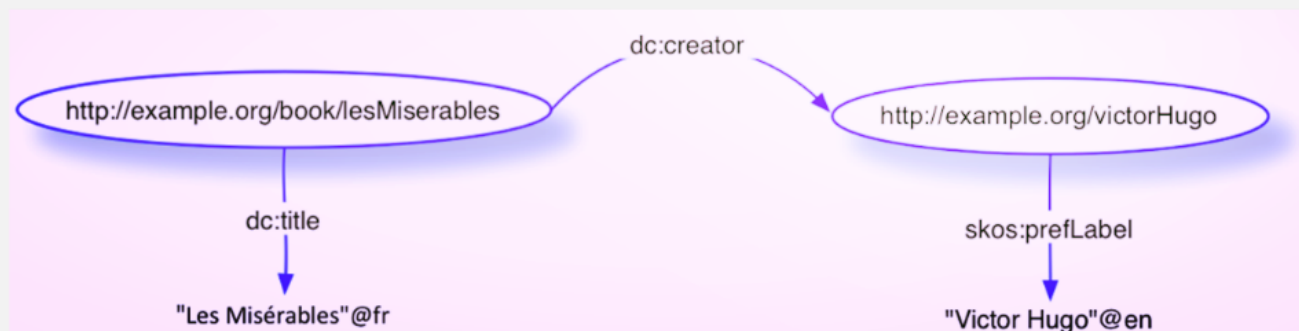 dc:creator
http://example.org/book/lesMiserables
http://example.org/victorHugo
dc:title
skos:prefLabel
"Les Misérables"@fr
"Victor Hugo"@en